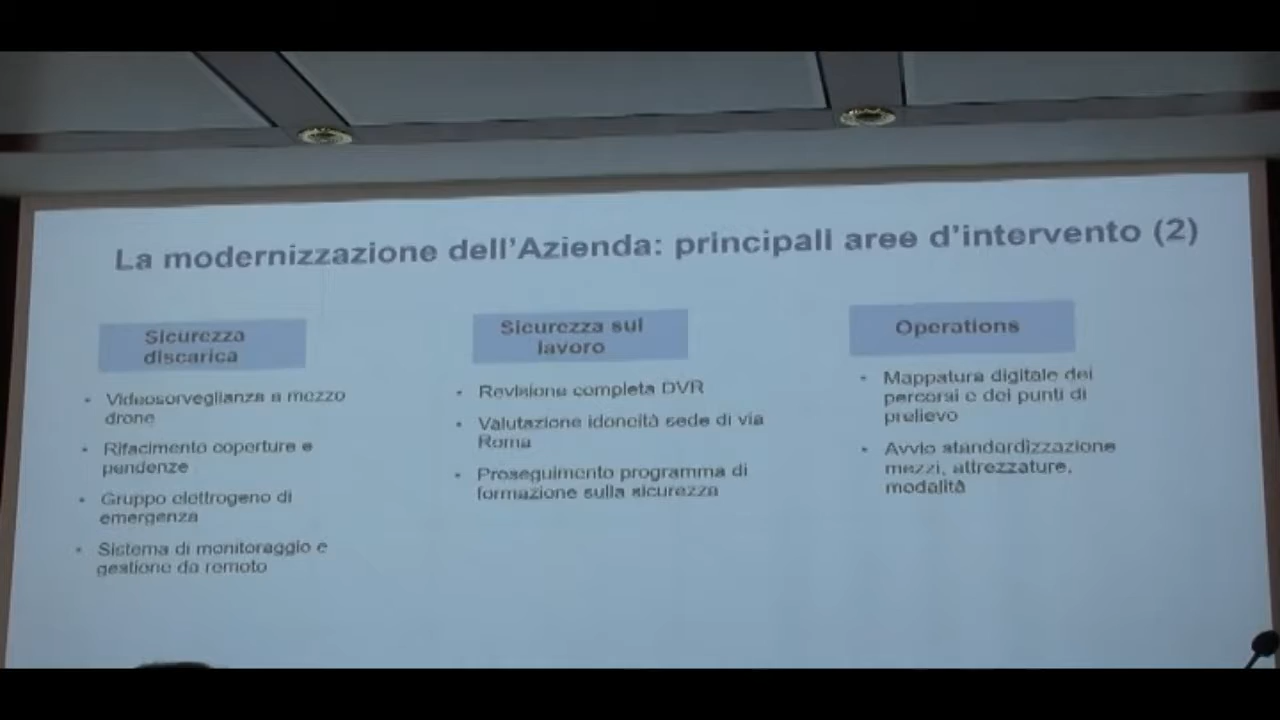 La modernizzazione dell'Azienda: principali aree d'intervento (2)
Sicurezza
discarica
• Videosorveglianza a mezzo
drone
• Rifacimento coperture e
pendenze
• Gruppo elettrogeno di
emergenza
• Sistema di monitoraggio e
gestione da remoto
Sicurezza sul
lavoro
• Revisione completa DVR
• Valutazione idoneità sede di via
Roma
• Proseguimento programma di
formazione sulla sicurezza
Operations
• Mappatura digitale dei
percorsi e dei punti di
prelievo
• Avvio standardizzazione
mezzi, attrezzature,
modalità